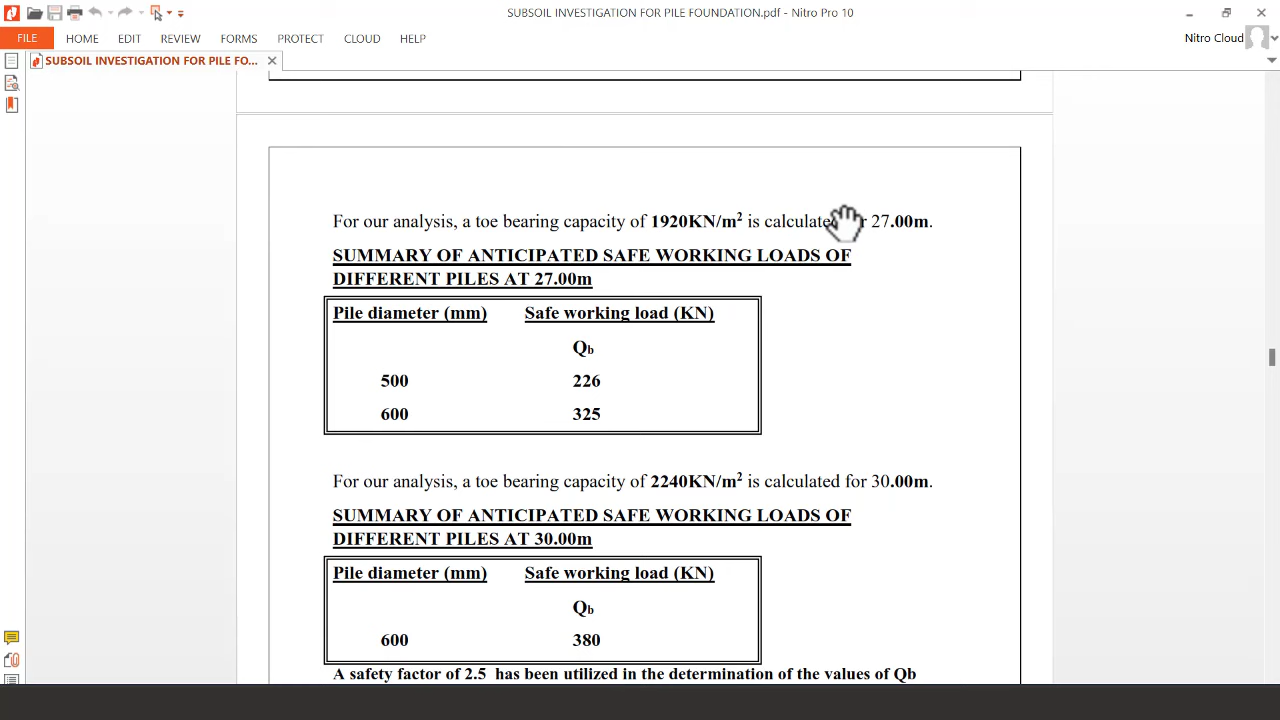 SUBSOIL INVESTIGATION FOR PILE FOUNDATION.pdf - Nitro Pro 10
FILE HOME EDIT REVIEW FORMS PROTECT CLOUD HELP
Nitro Cloud
SUBSOIL INVESTIGATION FOR PILE FO...
For our analysis, a toe bearing capacity of 1920KN/m² is calculated 27.00m.
SUMMARY OF ANTICIPATED SAFE WORKING LOADS OF
DIFFERENT PILES AT 27.00m
Pile diameter (mm) Safe working load (KN)
Qb
500 226
600 325
For our analysis, a toe bearing capacity of 2240KN/m² is calculated for 30.00m.
SUMMARY OF ANTICIPATED SAFE WORKING LOADS OF
DIFFERENT PILES AT 30.00m
Pile diameter (mm) Safe working load (KN)
Qb
600 380
A safety factor of 2.5 has been utilized in the determination of the values of Qb